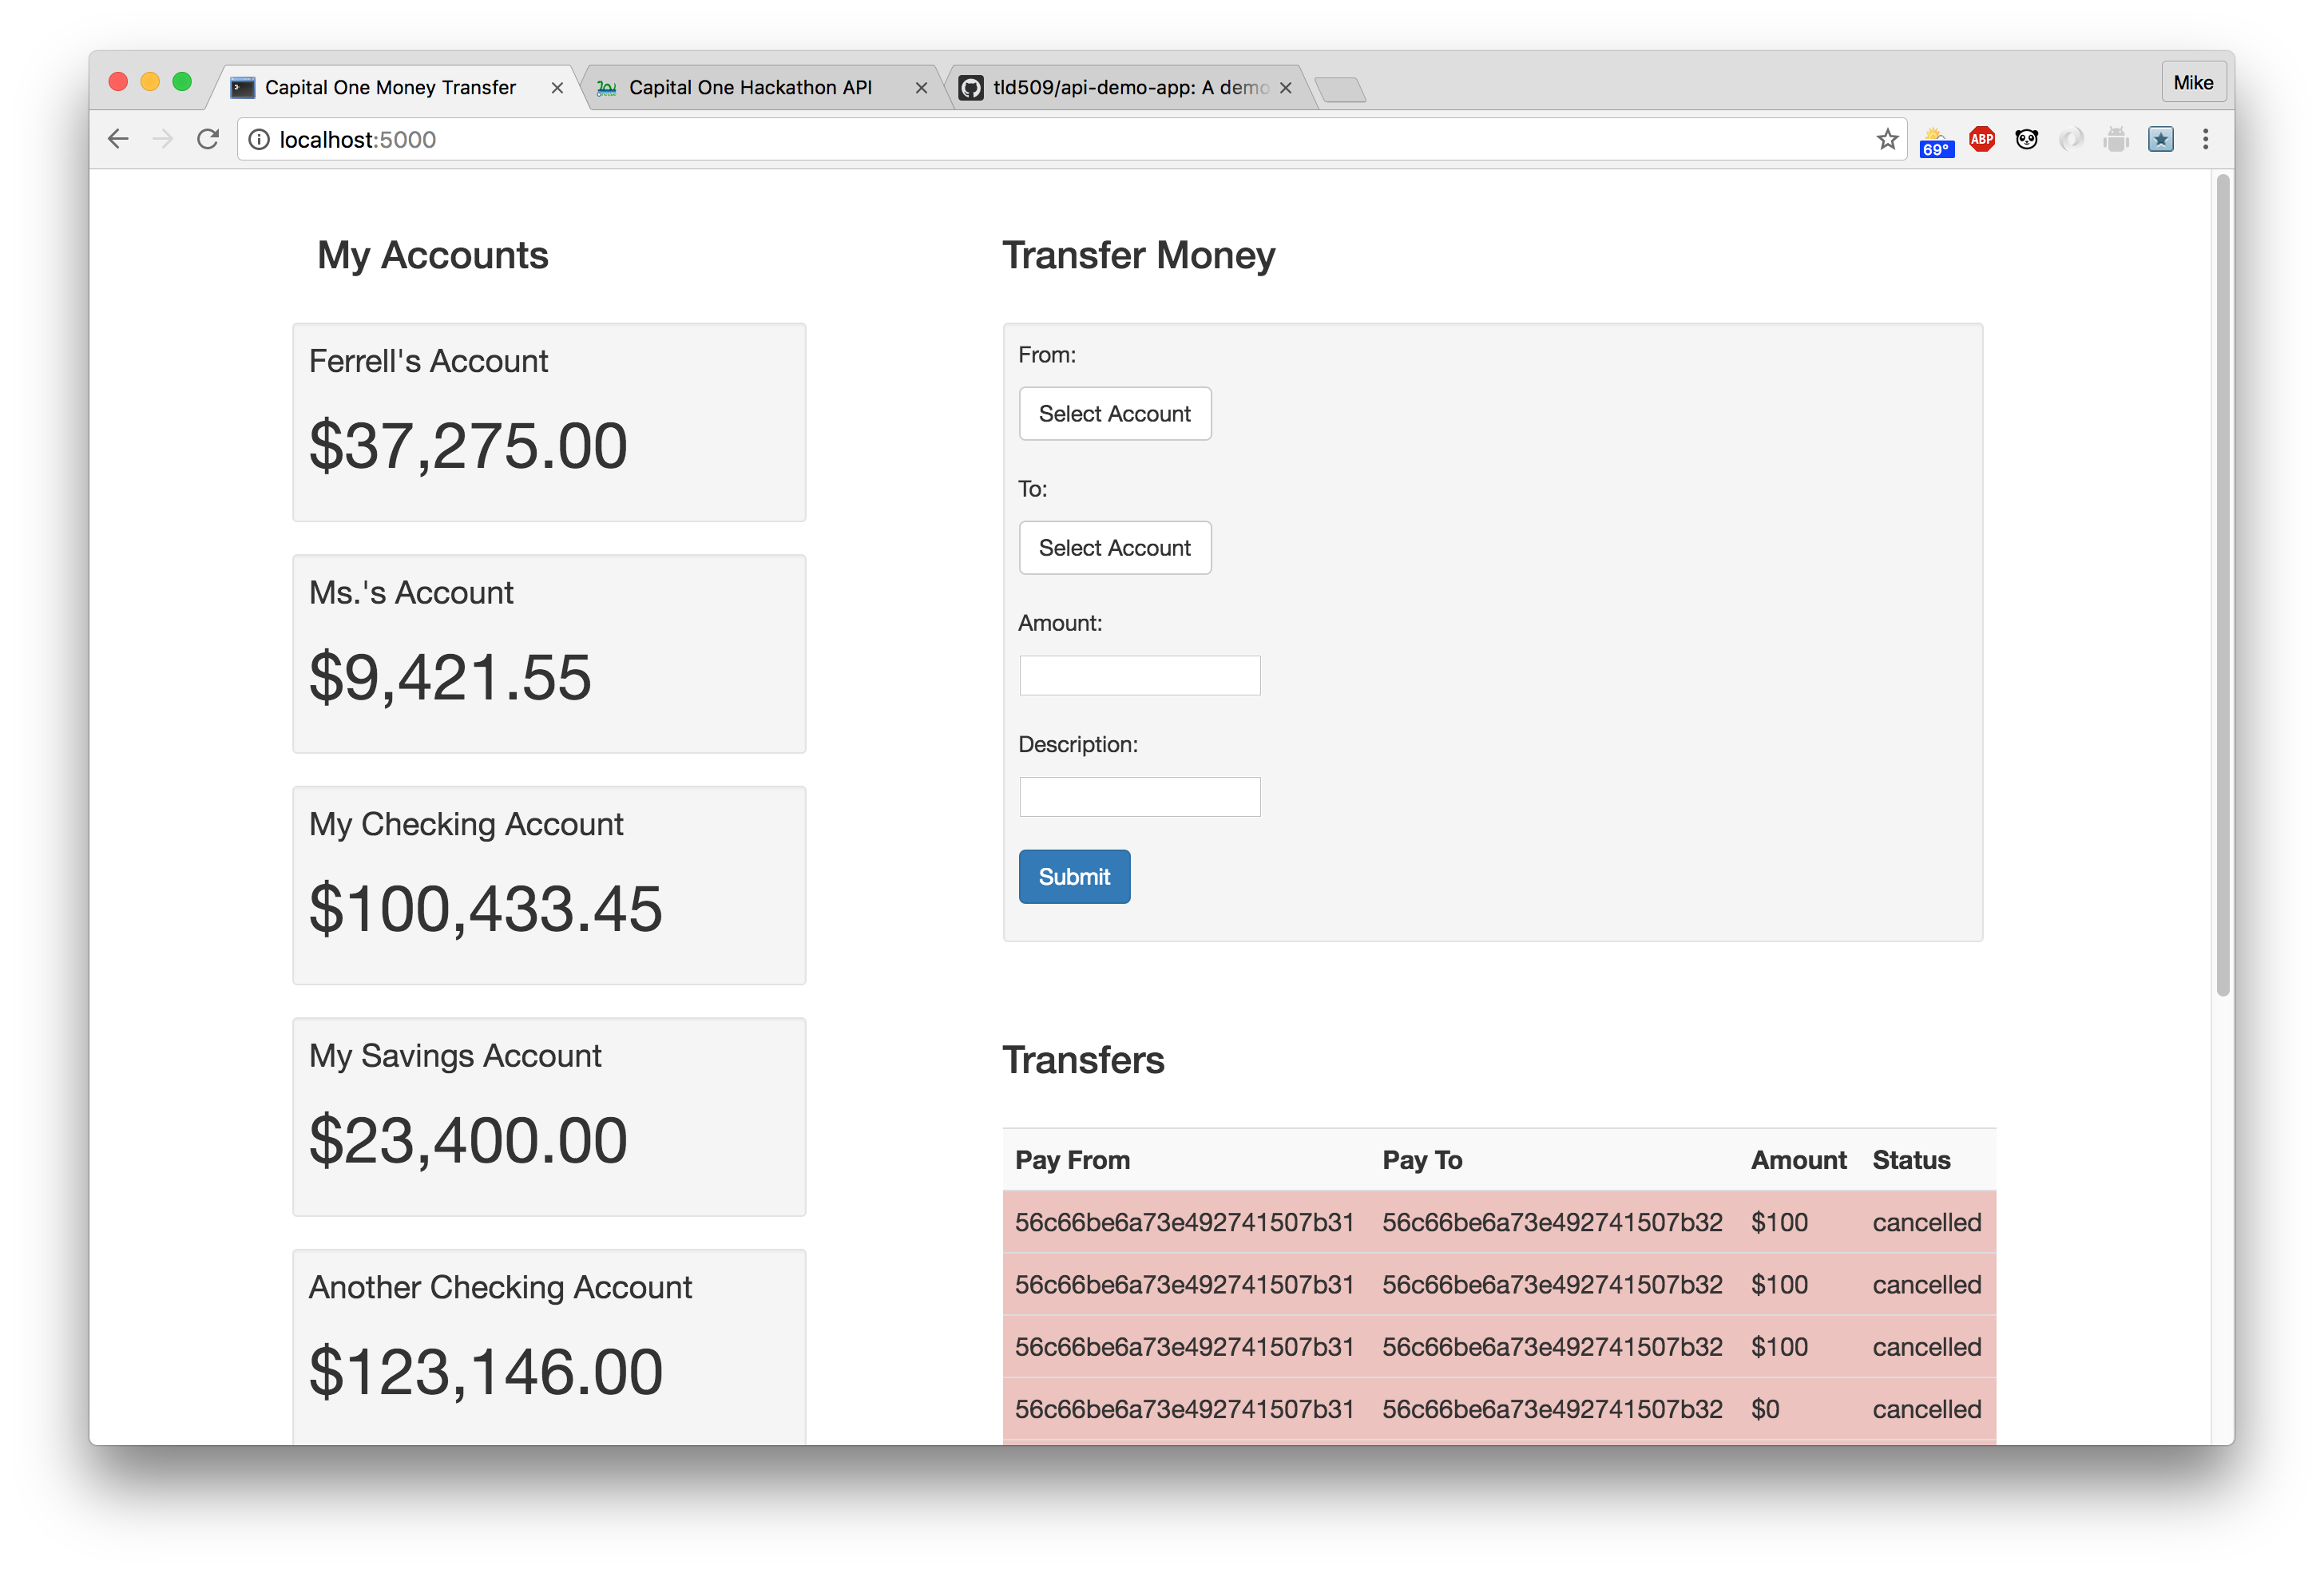 Capital One Money Transfer
Capital One Hackathon API
tld509/api-demo-app: A demo
Mike
localhost:5000
69°
ABP
My Accounts
Ferrell's Account
$37,275.00
Ms.'s Account
$9,421.55
My Checking Account
$100,433.45
My Savings Account
$23,400.00
Another Checking Account
$123,146.00
Transfer Money
From:
Select Account
To:
Select Account
Amount:
Description:
Submit
Transfers
Pay From Pay To Amount Status
56c66be6a73e492741507b31 56c66be6a73e492741507b32 $100 cancelled
56c66be6a73e492741507b31 56c66be6a73e492741507b32 $100 cancelled
56c66be6a73e492741507b31 56c66be6a73e492741507b32 $100 cancelled
56c66be6a73e492741507b31 56c66be6a73e492741507b32 $0 cancelled